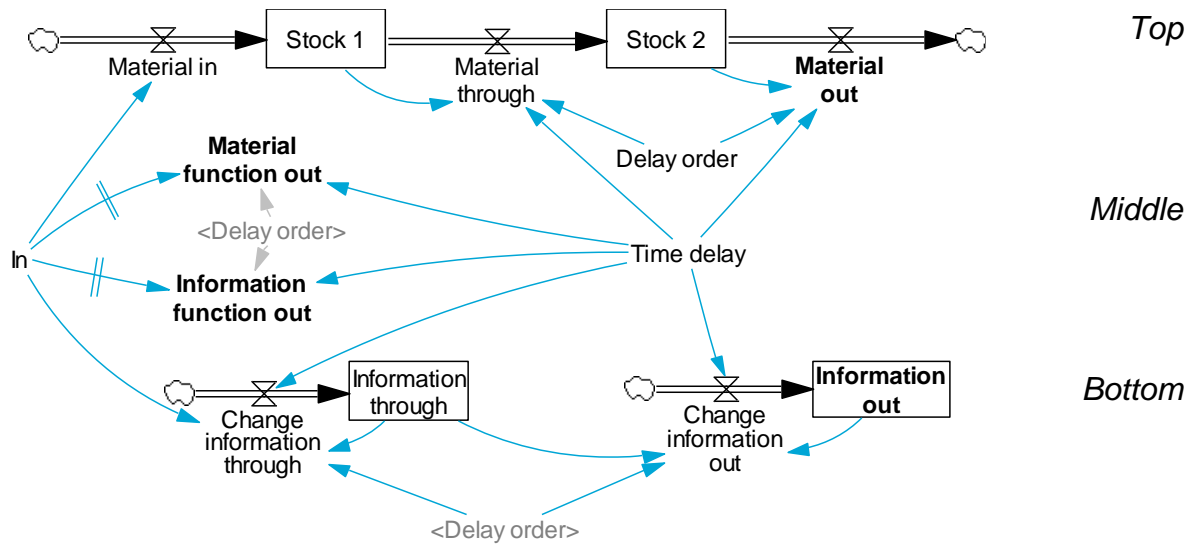 Top
Stock 1
Stock 2
Material in
Material
through
Material
out
Delay order
Material
function out
Middle
<Delay order>
In
Time delay
Information
function out
Information
through
Information
out
Bottom
Change
information
through
Change
information
out
<Delay order>